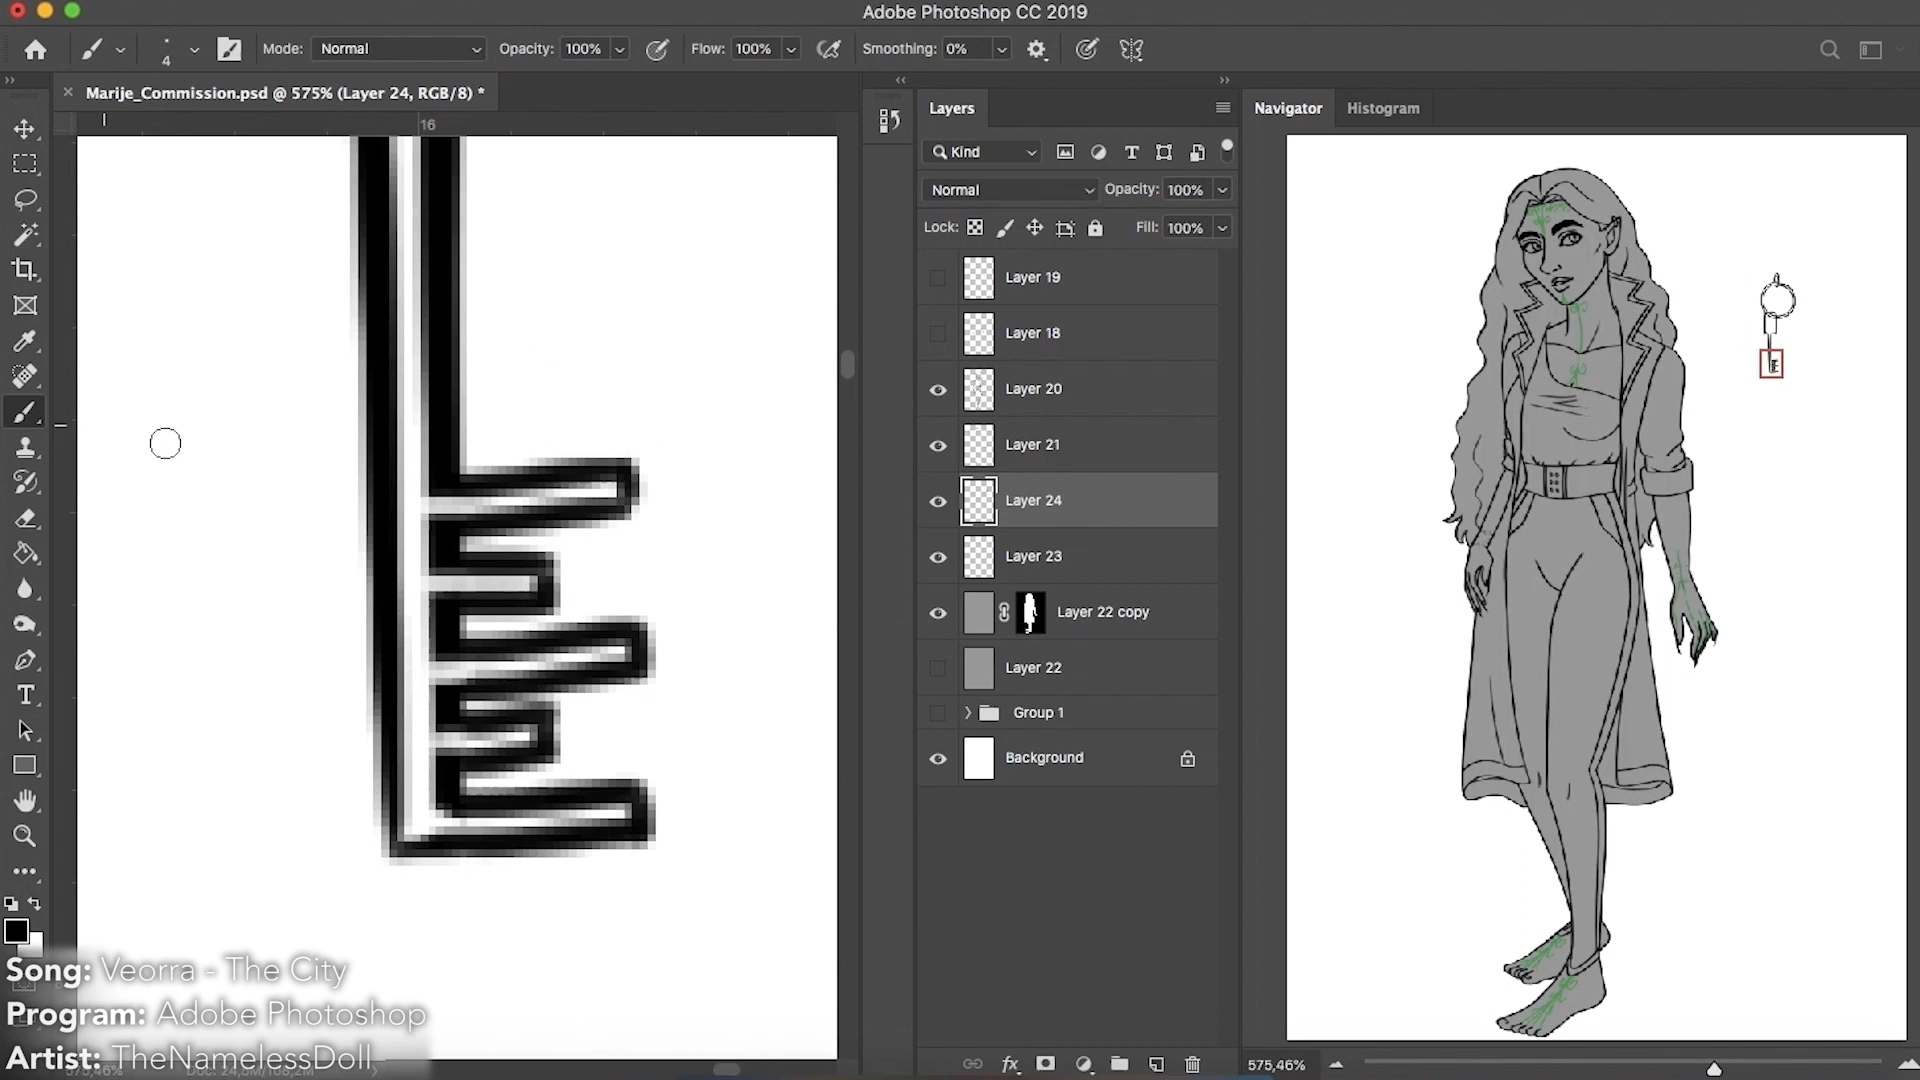 Adobe Photoshop CC 2019
4 Mode: Normal Opacity: 100% Flow: 100% Smoothing: 0%
Marije_Commission.psd @ 575% (Layer 24, RGB/8) *
16
Layers
Kind
Normal Opacity: 100%
Lock: Fill: 100%
Layer 19
Layer 18
Layer 20
Layer 21
Layer 24
Layer 23
Layer 22 copy
Layer 22
Group 1
Background
fx
Navigator Histogram
575,46%
Song: Veorra - The City
Program: Adobe Photoshop
Artist: TheNamelessDoll